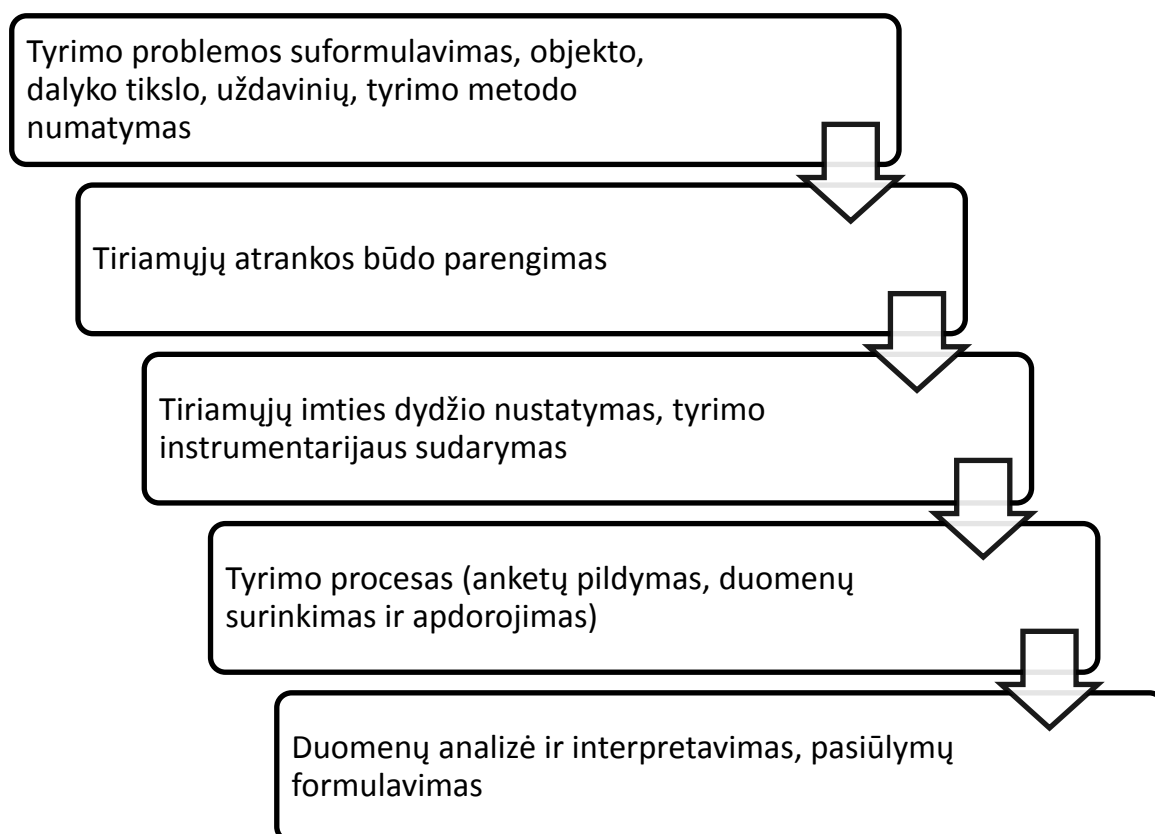 Tyrimo problemos suformulavimas, objekto,
dalyko tikslo, uždavinių, tyrimo metodo
numatymas
Tiriamųjų atrankos būdo parengimas
Tiriamųjų imties dydžio nustatymas, tyrimo
instrumentarijaus sudarymas
Tyrimo procesas (anketų pildymas, duomenų
surinkimas ir apdorojimas)
Duomenų analizė ir interpretavimas, pasiūlymų
formulavimas